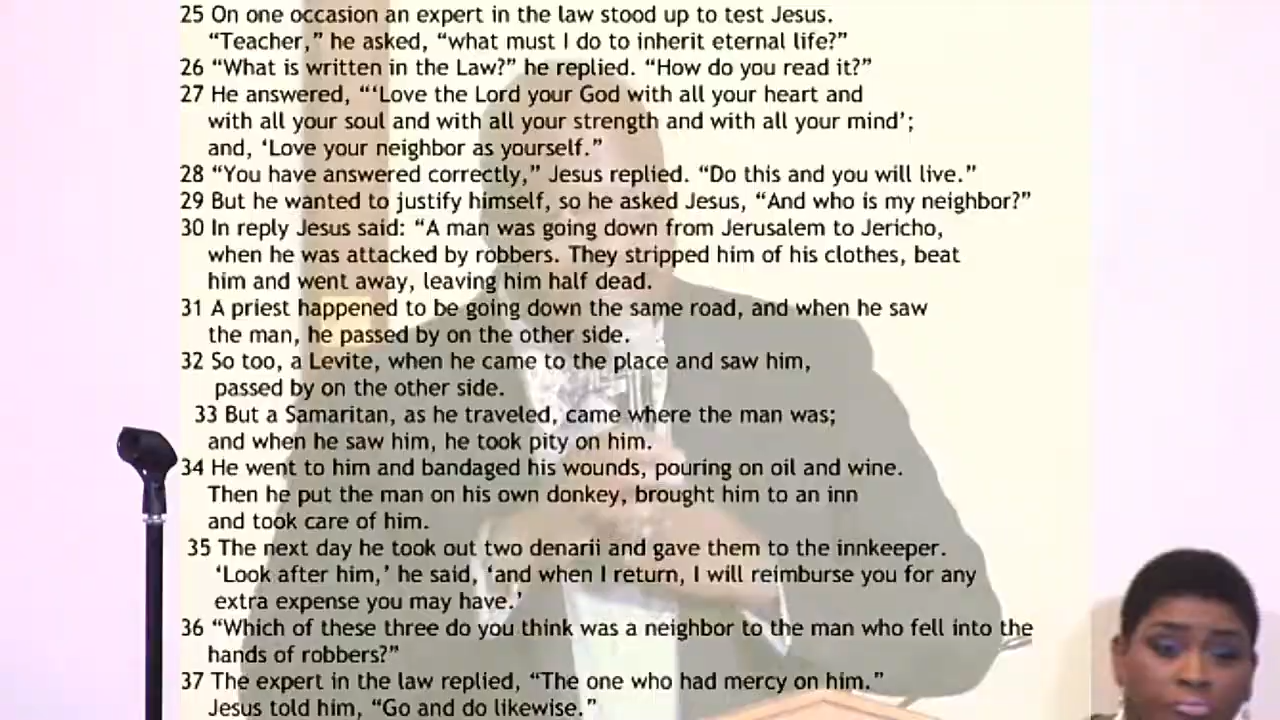 25 On one occasion an expert in the law stood up to test Jesus.
“Teacher,” he asked, “what must I do to inherit eternal life?”
26 “What is written in the Law?” he replied. “How do you read it?”
27 He answered, “‘Love the Lord your God with all your heart and
with all your soul and with all your strength and with all your mind’;
and, ‘Love your neighbor as yourself.”
28 “You have answered correctly,” Jesus replied. “Do this and you will live.”
29 But he wanted to justify himself, so he asked Jesus, “And who is my neighbor?”
30 In reply Jesus said: “A man was going down from Jerusalem to Jericho,
when he was attacked by robbers. They stripped him of his clothes, beat
him and went away, leaving him half dead.
31 A priest happened to be going down the same road, and when he saw
the man, he passed by on the other side.
32 So too, a Levite, when he came to the place and saw him,
passed by on the other side.
33 But a Samaritan, as he traveled, came where the man was;
and when he saw him, he took pity on him.
34 He went to him and bandaged his wounds, pouring on oil and wine.
Then he put the man on his own donkey, brought him to an inn
and took care of him.
35 The next day he took out two denarii and gave them to the innkeeper.
‘Look after him,’ he said, ‘and when I return, I will reimburse you for any
extra expense you may have.’
36 “Which of these three do you think was a neighbor to the man who fell into the
hands of robbers?”
37 The expert in the law replied, “The one who had mercy on him.”
Jesus told him, “Go and do likewise.”